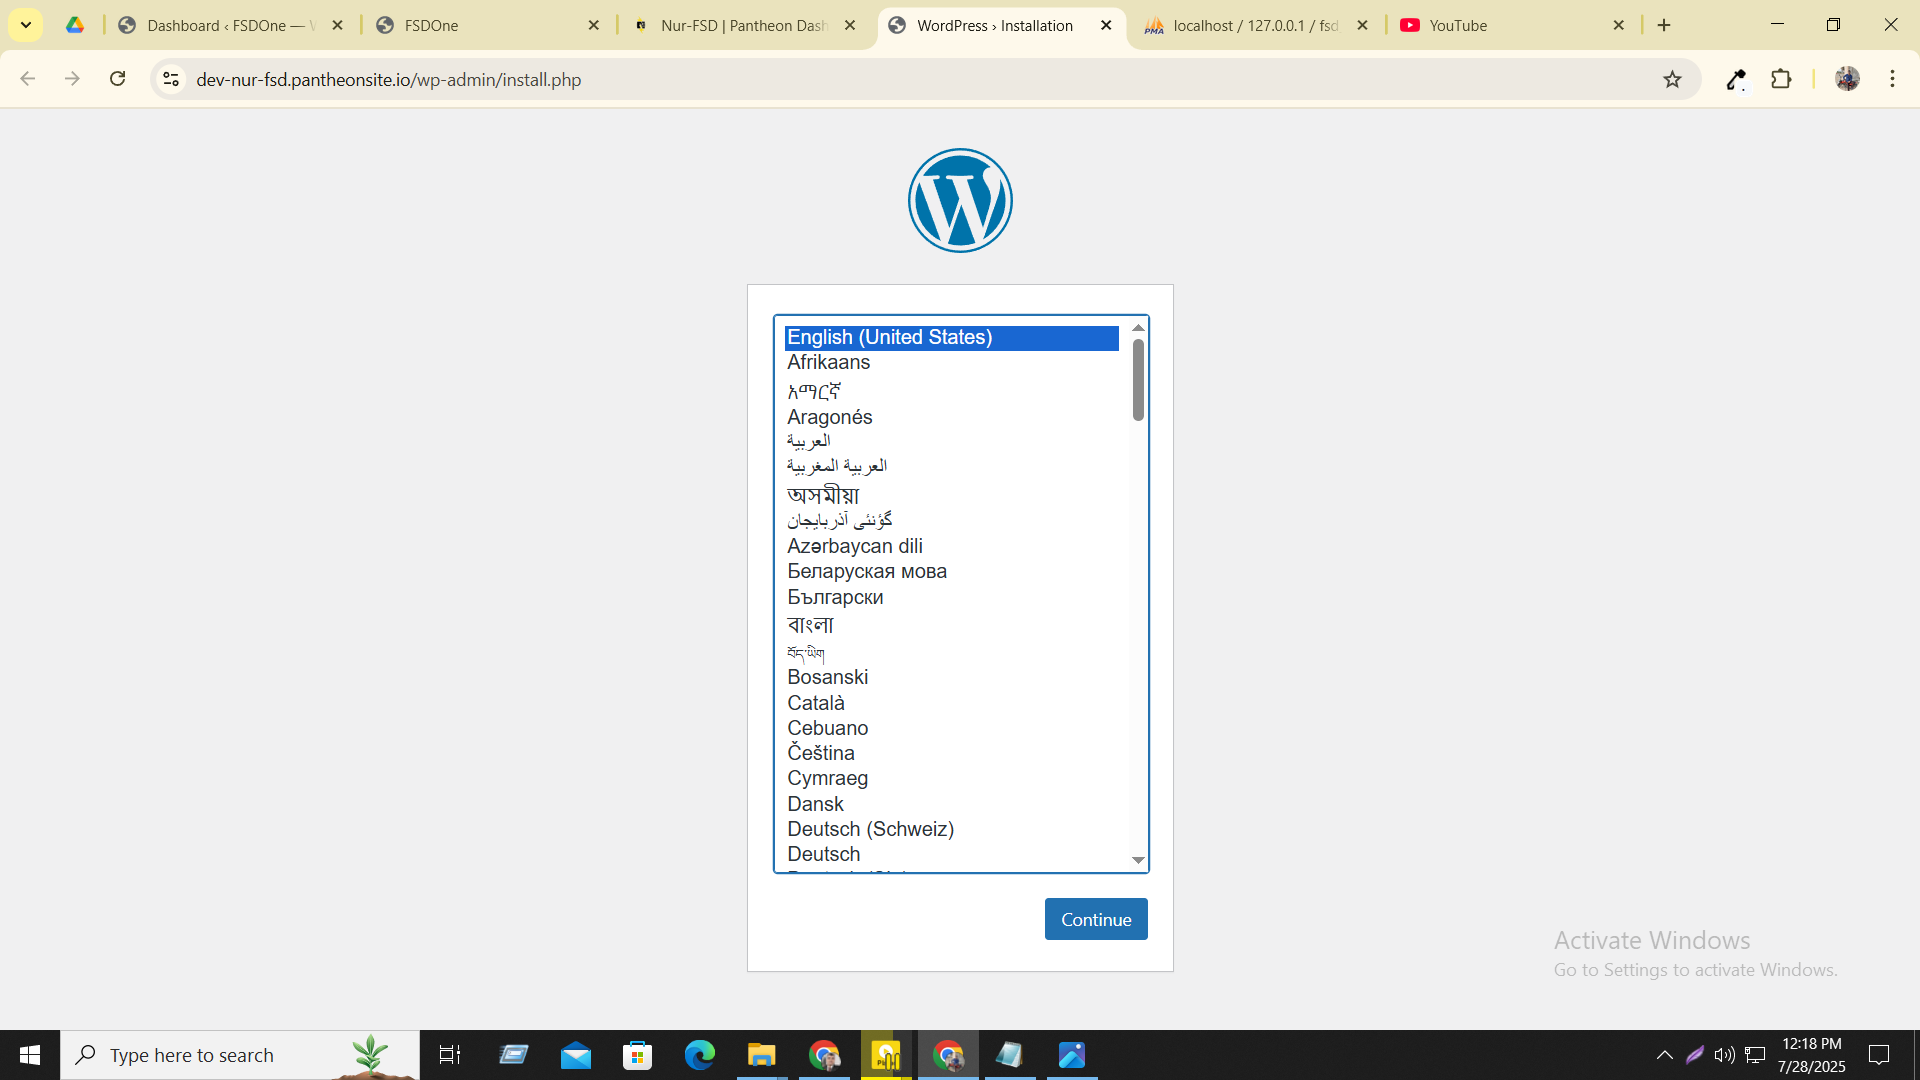 Dashboard ‹ FSDOne —
FSDOne
Nur-FSD | Pantheon Dash
WordPress › Installation
PMA
localhost / 127.0.0.1 / fsd
YouTube
dev-nur-fsd.pantheonsite.io/wp-admin/install.php
English (United States)
Afrikaans
አማርኛ
Aragonés
العربية
العربية المغربية
অসমীয়া
گؤنئی آذربایجان
Azərbaycan dili
Беларуская мова
Български
বাংলা
བོད་ཡིག
Bosanski
Català
Cebuano
Čeština
Cymraeg
Dansk
Deutsch (Schweiz)
Deutsch
Continue
Activate Windows
Go to Settings to activate Windows.
Type here to search
12:18 PM
7/28/2025